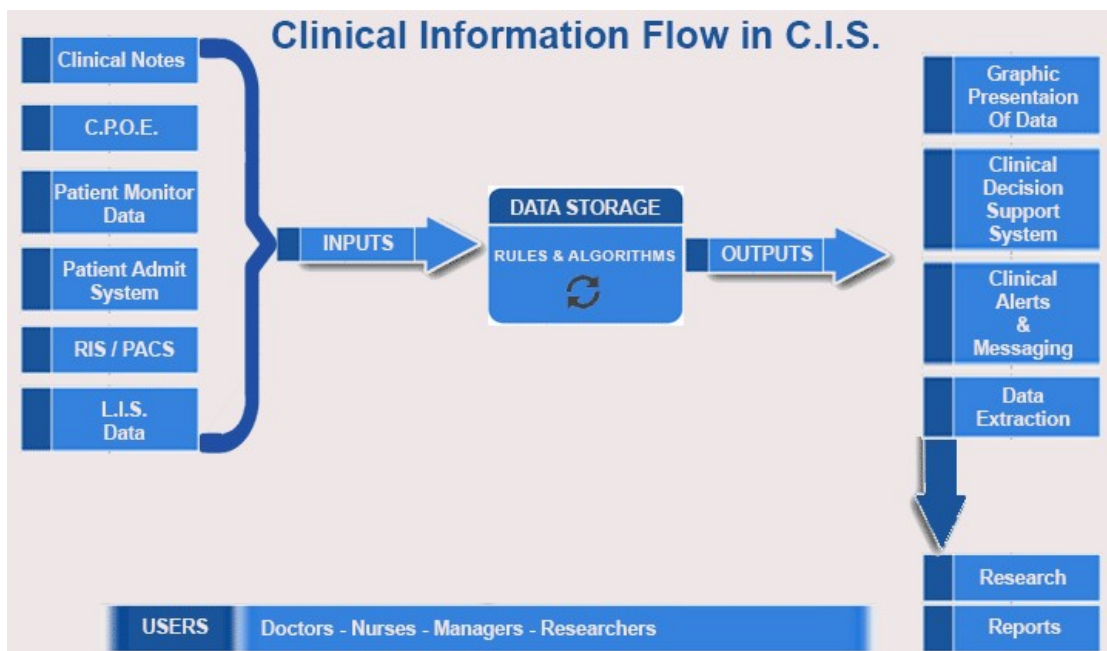 Clinical Information Flow in C.I.S.
Clinical Notes
C.P.O.E.
Patient Monitor
Data
Patient Admit
System
RIS / PACS
L.I.S.
Data
INPUTS
DATA STORAGE
RULES & ALGORITHMS
OUTPUTS
Graphic
Presentaion
Of Data
Clinical
Decision
Support
System
Clinical
Alerts
&
Messaging
Data
Extraction
Research
Reports
USERS
Doctors - Nurses - Managers - Researchers